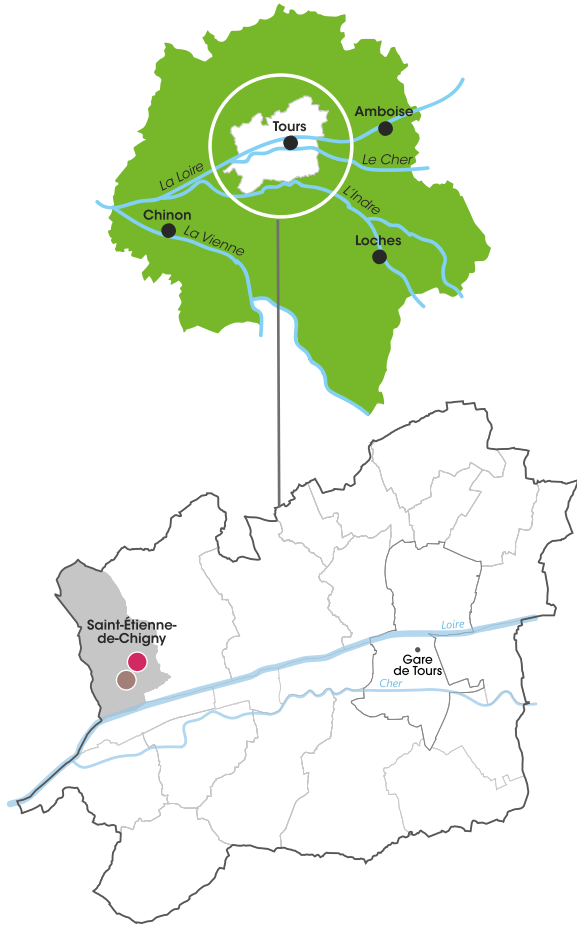 Amboise
Tours
Le Cher
La Loire
L'Indre
Chinon
La Vienne
Loches
Saint-Étienne-
de-Chigny
Loire
Gare
de Tours
Cher